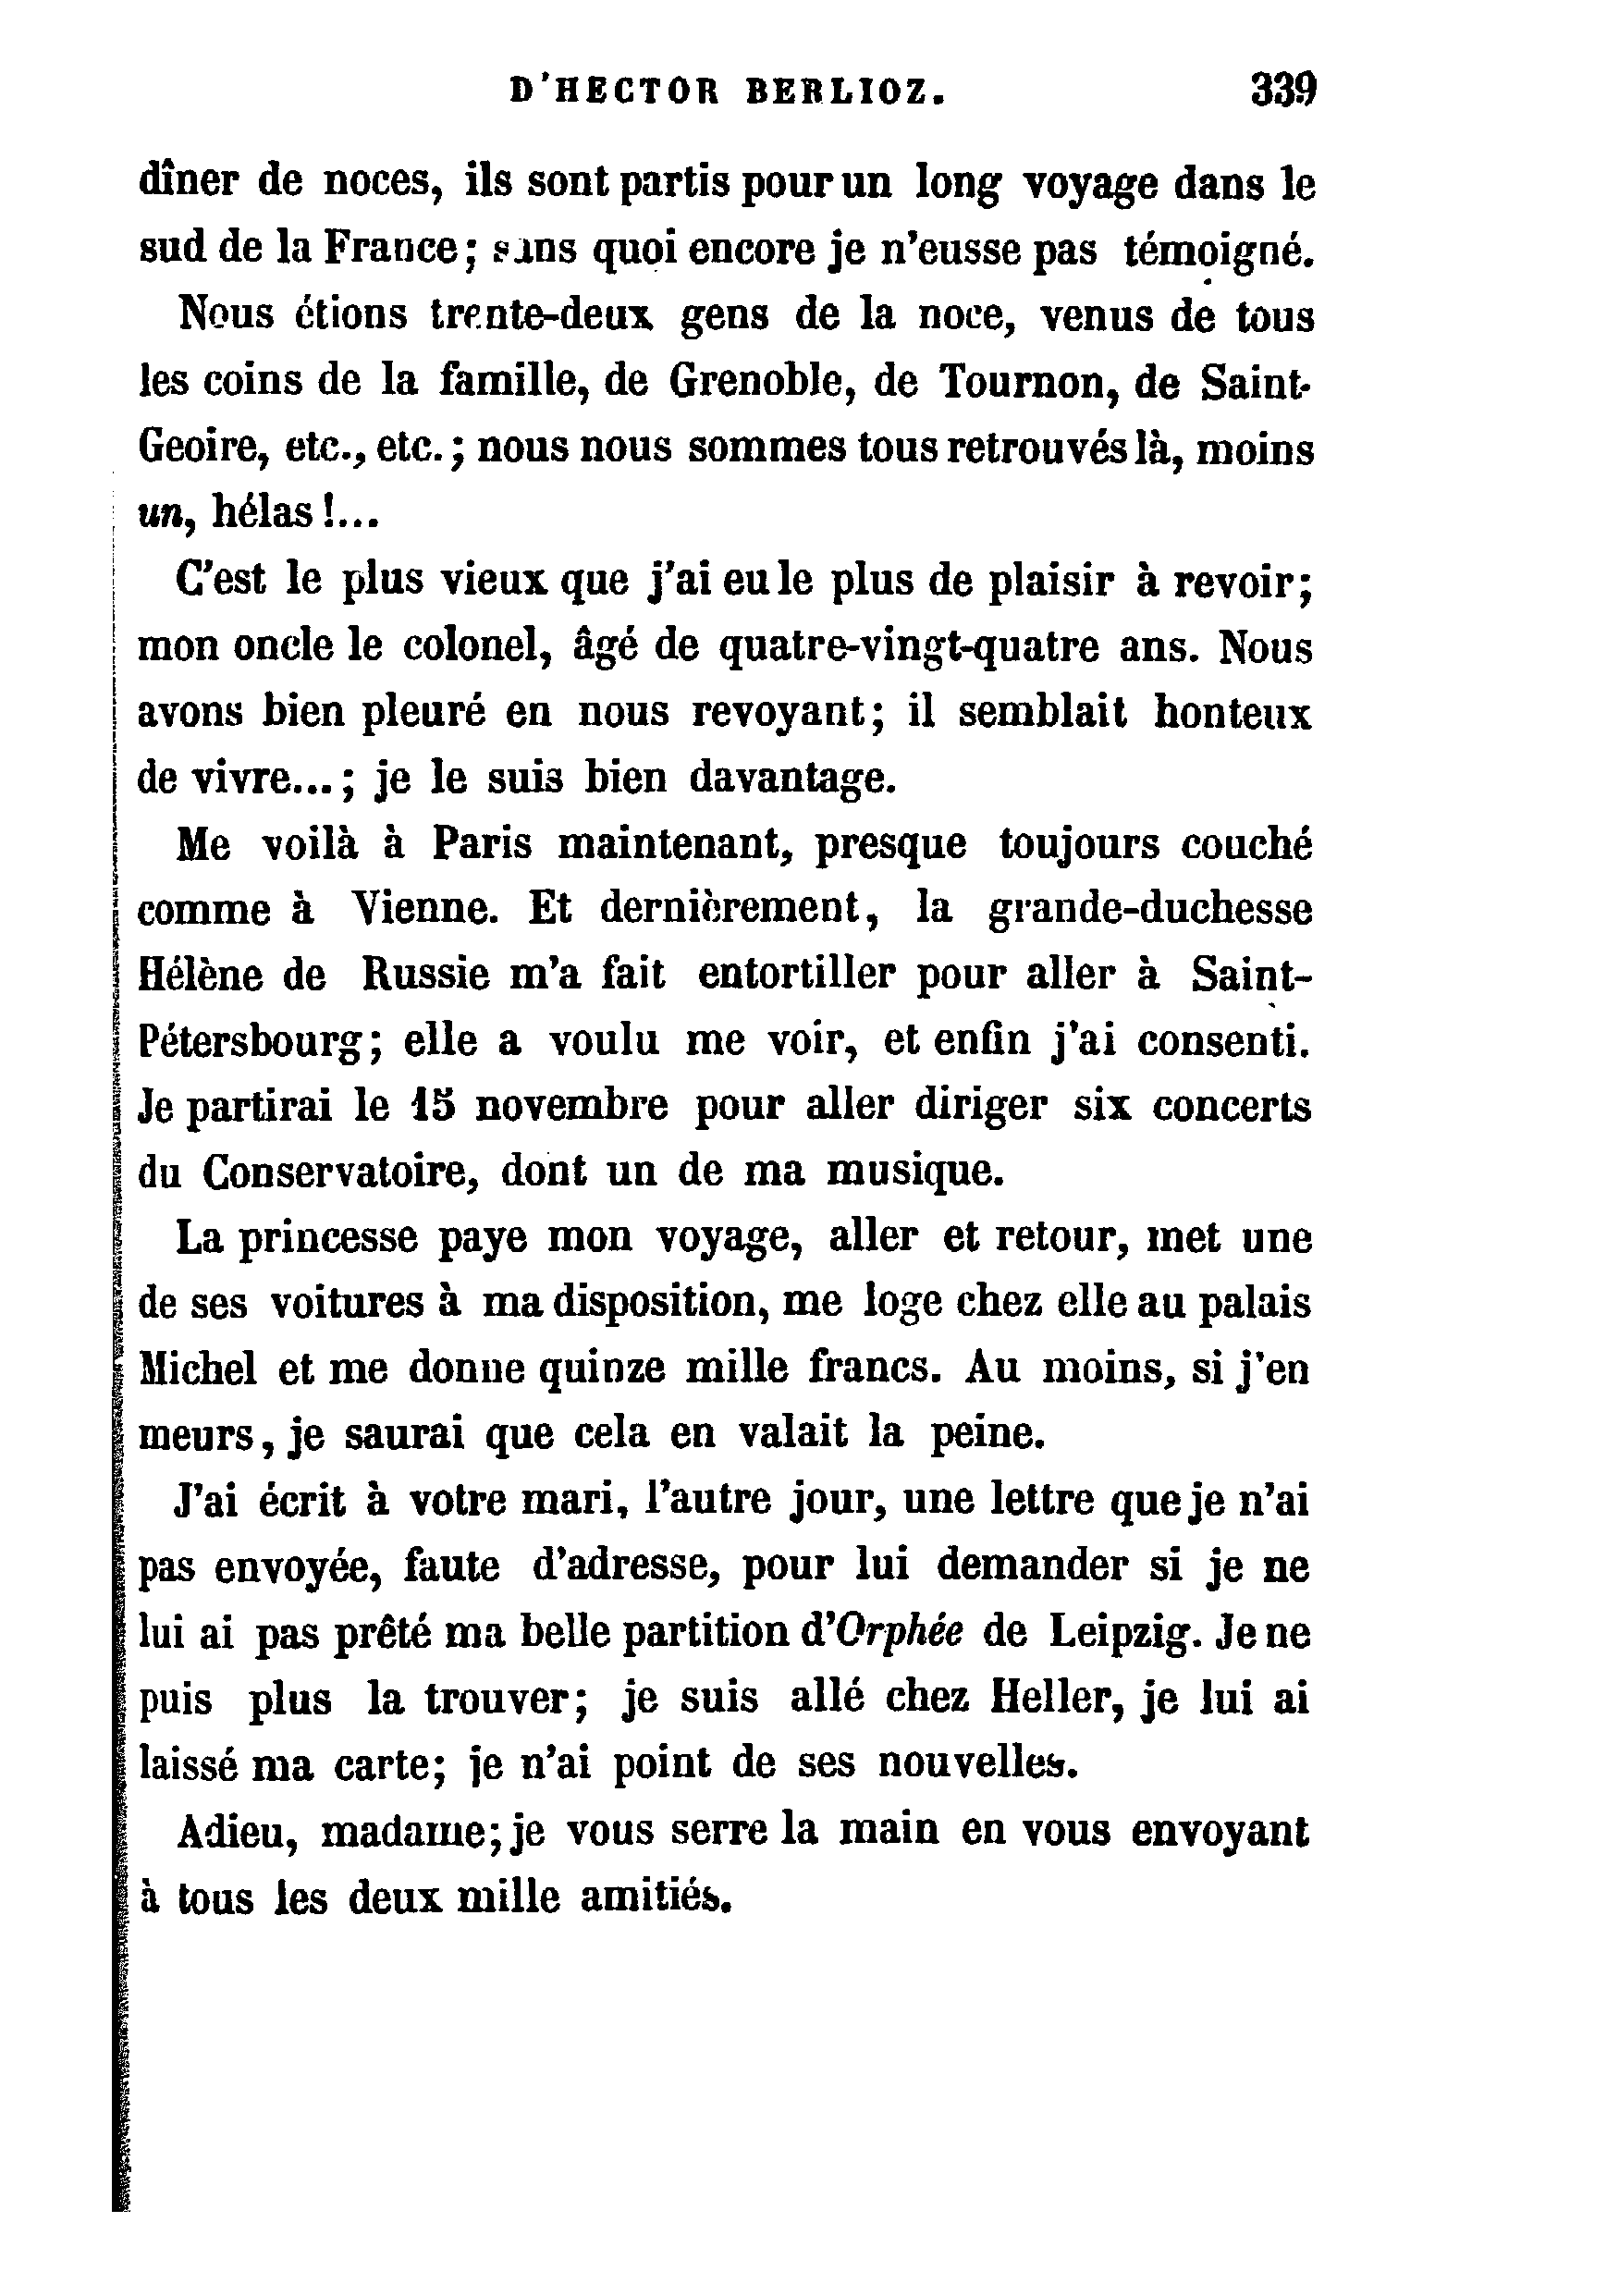 D'HECTOR BERLIOZ. 339
dîner de noces, ils sont partis pour un long voyage dans le
sud de la France; sans quoi encore je n'eusse pas témoigné.
Nous étions trente-deux gens de la noce, venus de tous
les coins de la famille, de Grenoble, de Tournon, de Saint-
Geoire, etc., etc.; nous nous sommes tous retrouvés là, moins
un, hélas!...
C'est le plus vieux que j'ai eu le plus de plaisir à revoir;
mon oncle le colonel, âgé de quatre-vingt-quatre ans. Nous
avons bien pleuré en nous revoyant; il semblait honteux
de vivre...; je le suis bien davantage.
Me voilà à Paris maintenant, presque toujours couché
comme à Vienne. Et dernièrement, la grande-duchesse
Hélène de Russie m'a fait entortiller pour aller à Saint-
Pétersbourg; elle a voulu me voir, et enfin j'ai consenti.
Je partirai le 15 novembre pour aller diriger six concerts
du Conservatoire, dont un de ma musique.
La princesse paye mon voyage, aller et retour, met une
de ses voitures à ma disposition, me loge chez elle au palais
Michel et me donne quinze mille francs. Au moins, si j'en
meurs, je saurai que cela en valait la peine.
J'ai écrit à votre mari, l'autre jour, une lettre que je n'ai
pas envoyée, faute d'adresse, pour lui demander si je ne
lui ai pas prêté ma belle partition d'Orphée de Leipzig. Je ne
puis plus la trouver; je suis allé chez Heller, je lui ai
laissé ma carte; je n'ai point de ses nouvelles.
Adieu, madame; je vous serre la main en vous envoyant
à tous les deux mille amitiés.